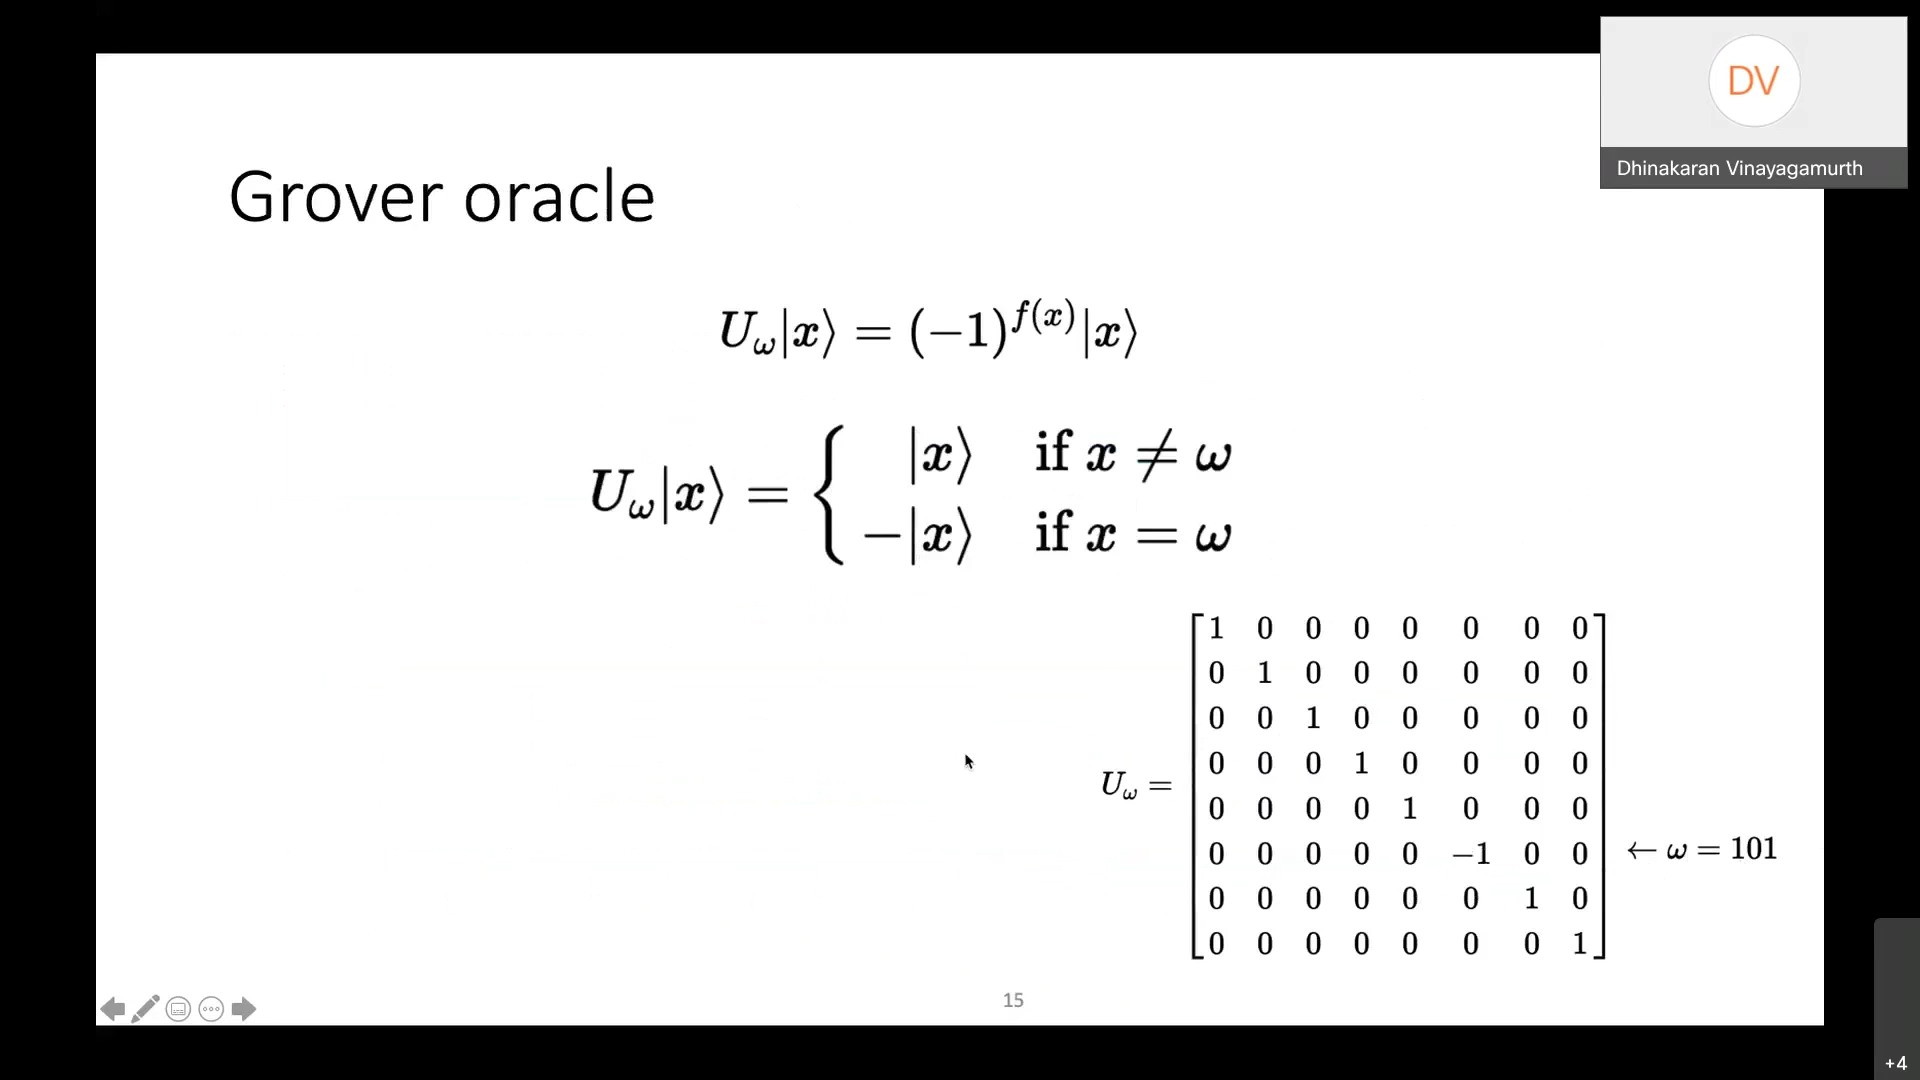 DV
Dhinakaran Vinayagamurth
Grover oracle
U_ω|x⟩ = (−1)^{f(x)}|x⟩
U_ω|x⟩ = { |x⟩ if x ≠ ω
−|x⟩ if x = ω
1 0 0 0 0 0 0 0
0 1 0 0 0 0 0 0
0 0 1 0 0 0 0 0
0 0 0 1 0 0 0 0
U_ω =
0 0 0 0 1 0 0 0
0 0 0 0 0 −1 0 0 ← ω = 101
0 0 0 0 0 0 1 0
0 0 0 0 0 0 0 1
15
+4